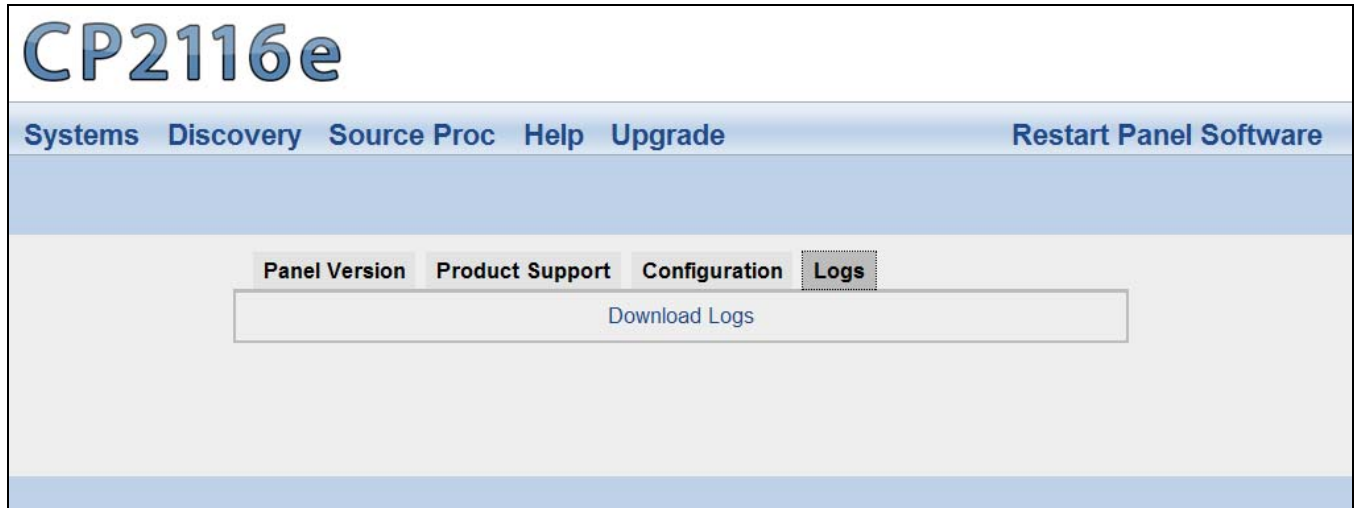 CP2116e
Systems Discovery Source Proc Help Upgrade Restart Panel Software
Panel Version Product Support Configuration Logs
Download Logs